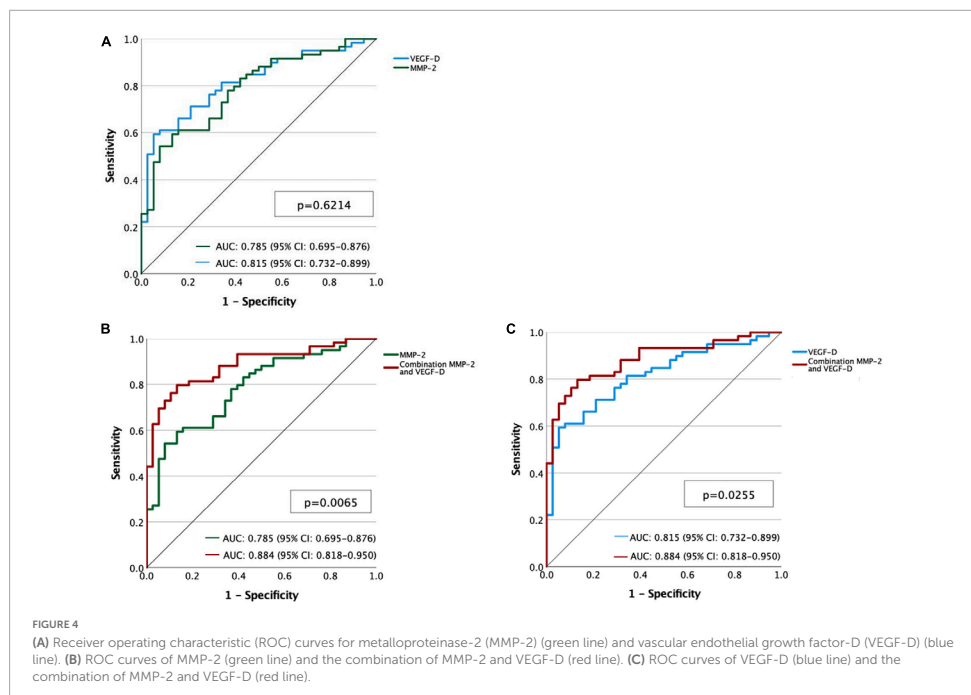 A
1.0
0.8
0.6
0.4
0.2
0.0
Sensitivity
0.0 0.2 0.4 0.6 0.8 1.0
1 – Specificity
VEGF-D
MMP-2
p=0.6214
AUC: 0.785 (95% CI: 0.695–0.876)
AUC: 0.815 (95% CI: 0.732–0.899)
B
1.0
0.8
0.6
0.4
0.2
0.0
Sensitivity
0.0 0.2 0.4 0.6 0.8 1.0
1 – Specificity
MMP-2
Combination MMP-2
and VEGF-D
p=0.0065
AUC: 0.785 (95% CI: 0.695–0.876)
AUC: 0.884 (95% CI: 0.818–0.950)
C
1.0
0.8
0.6
0.4
0.2
0.0
Sensitivity
0.0 0.2 0.4 0.6 0.8 1.0
1 – Specificity
VEGF-D
Combination MMP-2
and VEGF-D
p=0.0255
AUC: 0.815 (95% CI: 0.732–0.899)
AUC: 0.884 (95% CI: 0.818–0.950)
FIGURE 4
(A) Receiver operating characteristic (ROC) curves for metalloproteinase-2 (MMP-2) (green line) and vascular endothelial growth factor-D (VEGF-D) (blue
line). (B) ROC curves of MMP-2 (green line) and the combination of MMP-2 and VEGF-D (red line). (C) ROC curves of VEGF-D (blue line) and the
combination of MMP-2 and VEGF-D (red line).